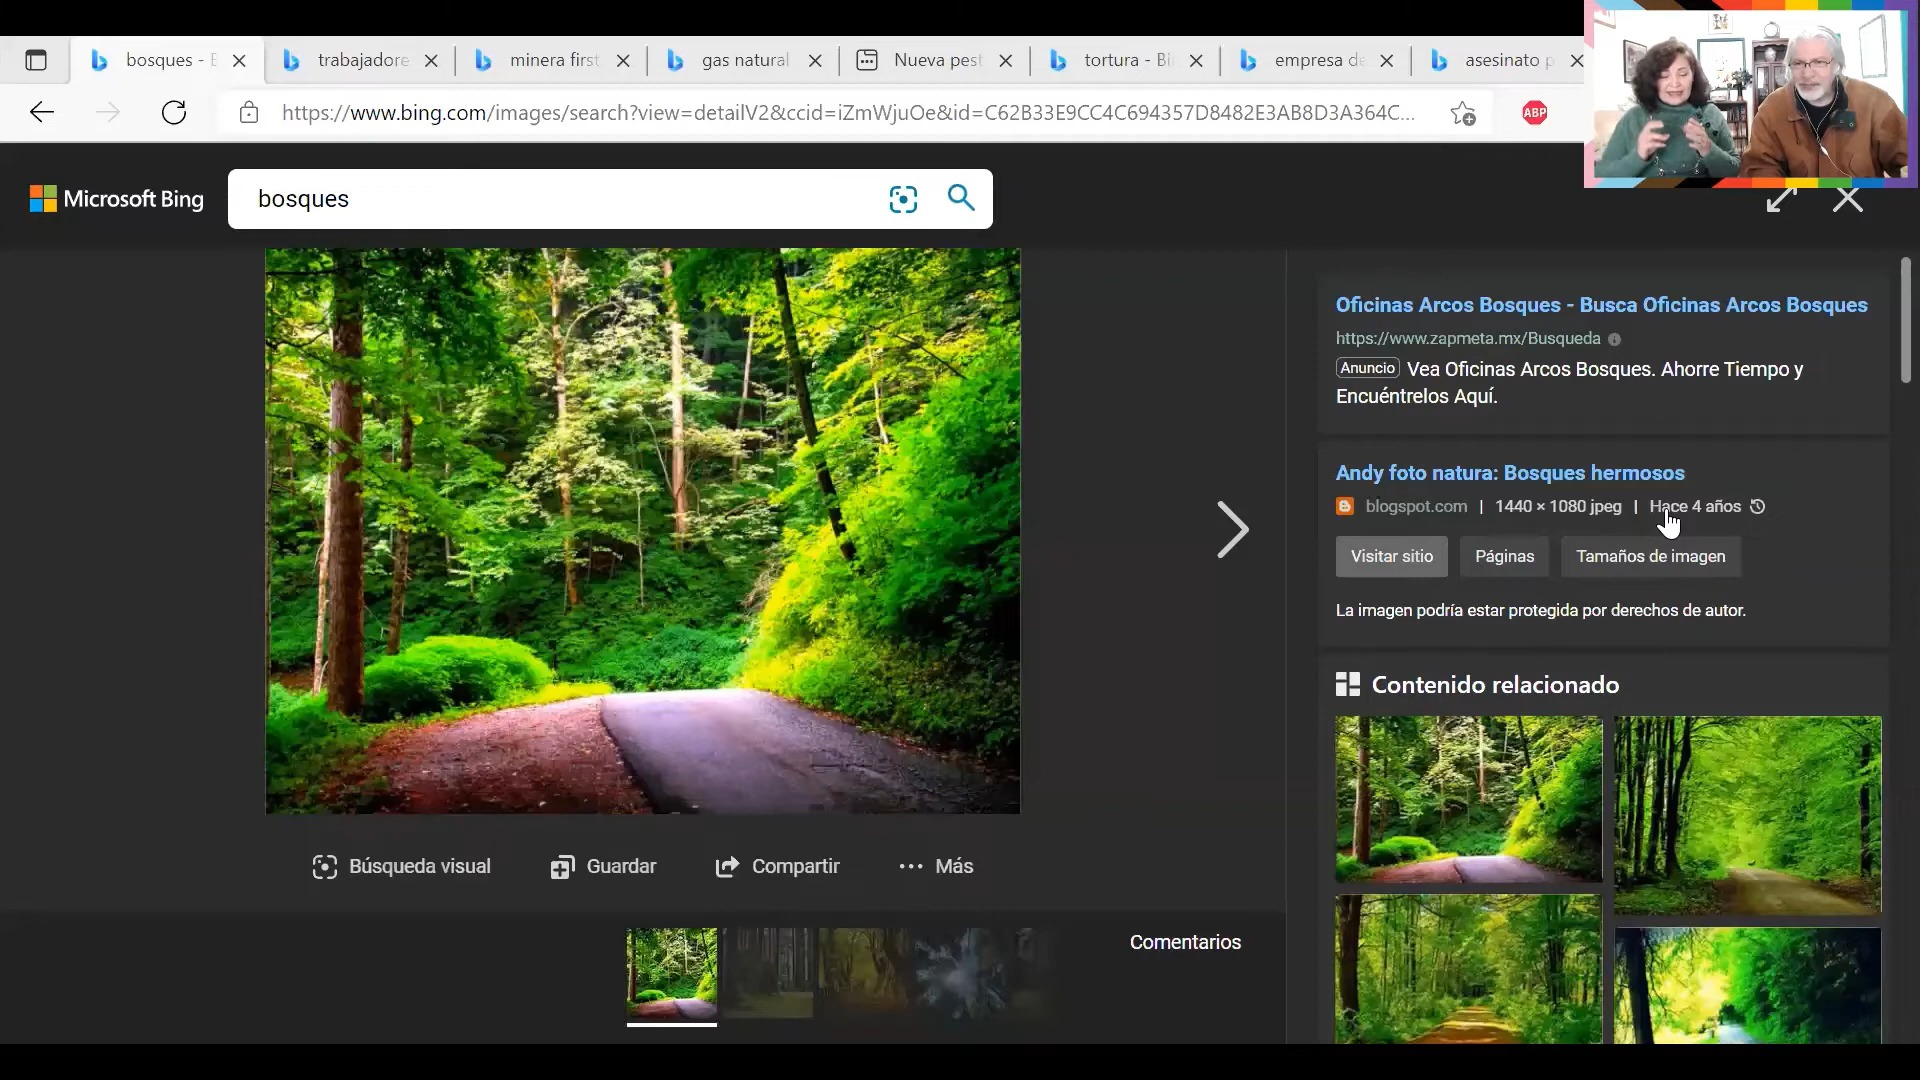 bosques - B
trabajadore
minera first
gas natural
Nueva pest
tortura - Bi
empresa de
asesinato p
https://www.bing.com/images/search?view=detailV2&ccid=iZmWjuOe&id=C62B33E9CC4C694357D8482E3AB8D3A364C...
ABP
Microsoft Bing
bosques
Oficinas Arcos Bosques - Busca Oficinas Arcos Bosques
https://www.zapmeta.mx/Busqueda
Anuncio Vea Oficinas Arcos Bosques. Ahorre Tiempo y
Encuéntrelos Aquí.
Andy foto natura: Bosques hermosos
blogspot.com | 1440 × 1080 jpeg | Hace 4 años
Visitar sitio
Páginas
Tamaños de imagen
La imagen podría estar protegida por derechos de autor.
Contenido relacionado
Búsqueda visual
Guardar
Compartir
Más
Comentarios